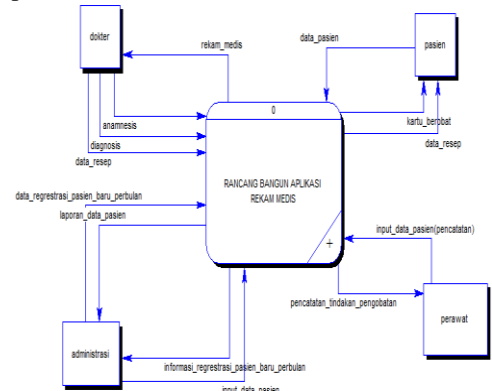 dokter
rekam_medis
data_pasien
pasien
0
anamnesis
kartu_berobat
diagnosis
data_resep
data_resep
RANCANG BANGUN APLIKASI
REKAM MEDIS
data_regrestrasi_pasien_baru_perbulan
laporan_data_pasien
input_data_pasien(pencatatan)
+
pencatatan_tindakan_pengobatan
perawat
administrasi
informasi_regrestrasi_pasien_baru_perbulan
input_data_pasien